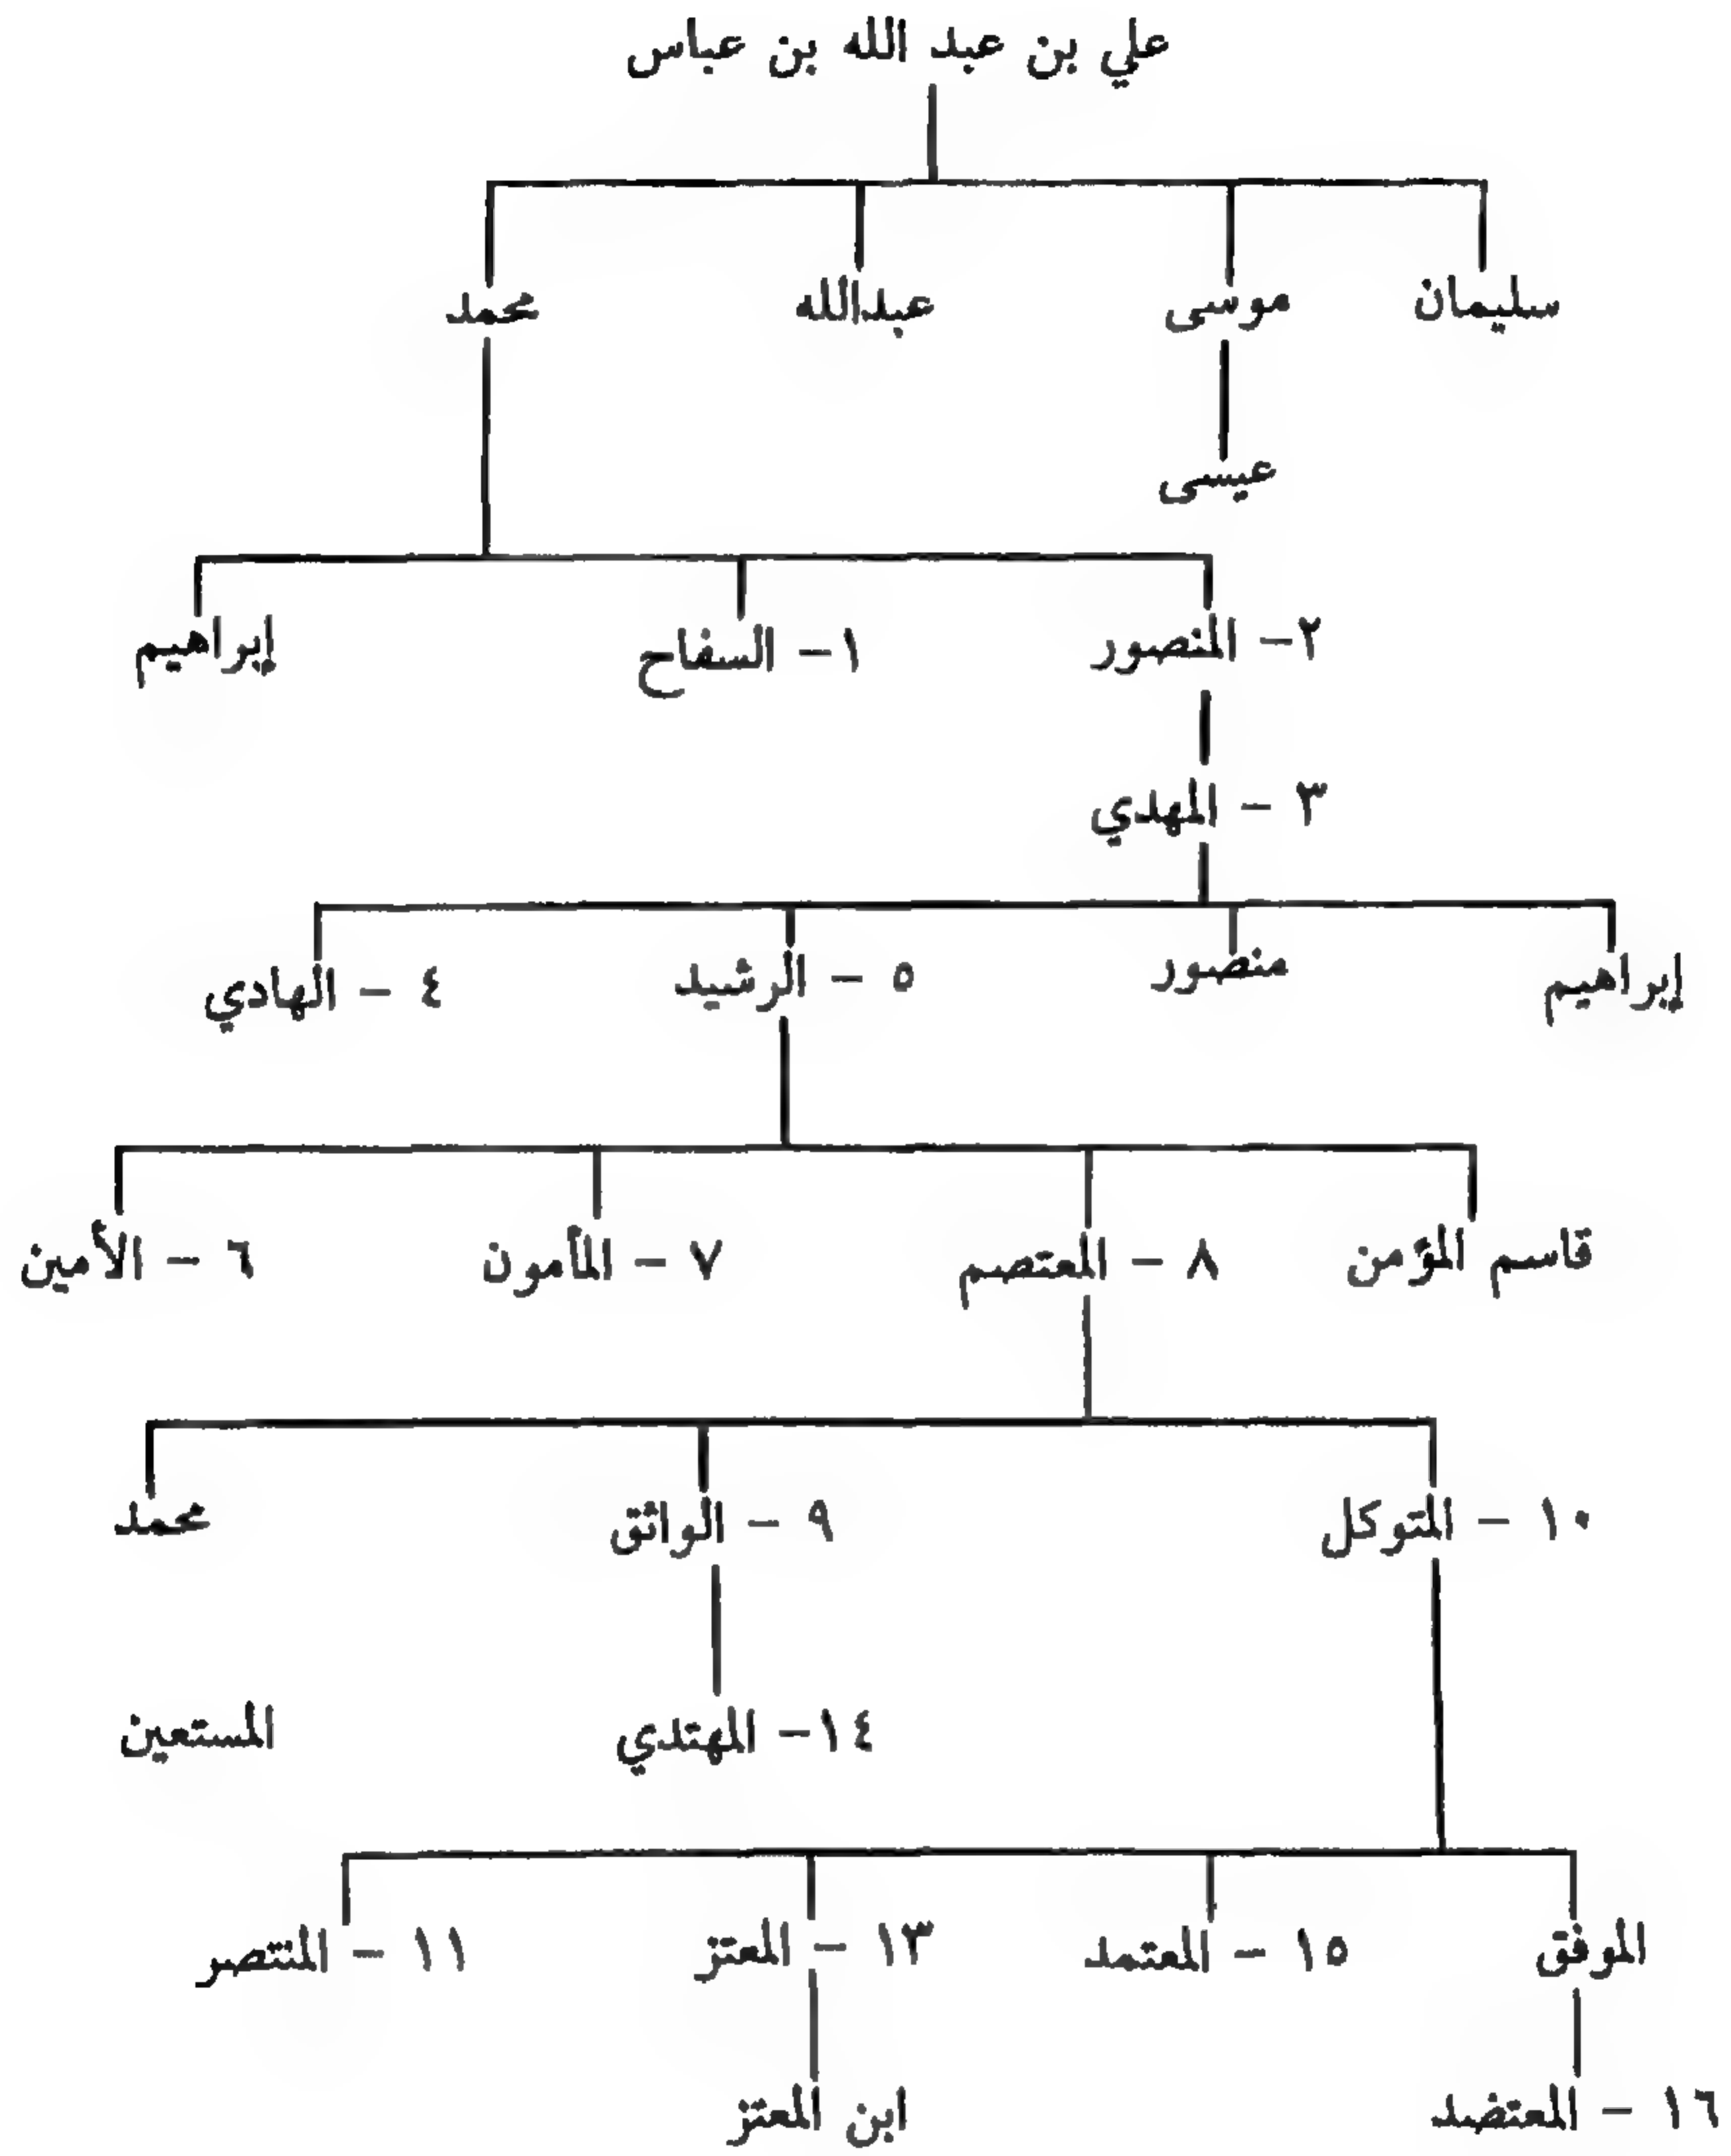 علي بن عبد الله بن عباس
سليمان
موسى
عبدالله
محمد
عيسى
٢- المنصور
١- السفاح
إبراهيم
٣ - المهدي
إبراهيم
منصور
٥ - الرشيد
٤ - الهادي
قاسم المؤمن
٨ - المعتصم
٧ - المأمون
٦ - الأمين
١٠ - المتوكل
٩ - الواثق
محمد
١٤- المهتدي
المستعين
الموفق
١٥ - المعتمد
١٣ - المعتز
١١ - المنتصر
١٦ - المعتضد
ابن المعتز